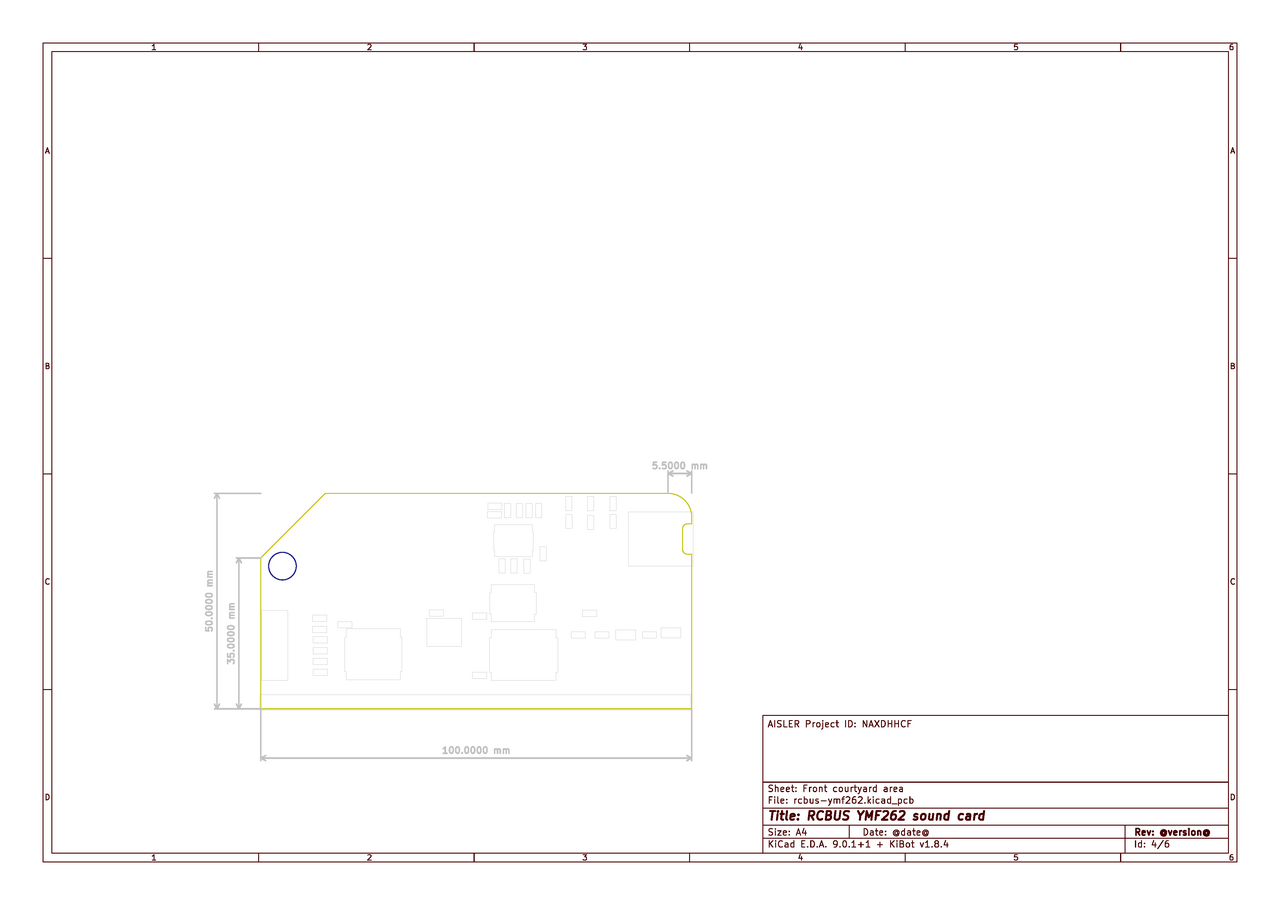 1 2 3 4 5 6
A A
B B
5.5000 mm
C C
50.0000 mm
35.0000 mm
100.0000 mm
AISLER Project ID: NAXDHHCF
Sheet: Front courtyard area
D D
File: rcbus-ymf262.kicad_pcb
Title: RCBUS YMF262 sound card
Size: A4 Date: @date@ Rev: @version@
KiCad E.D.A. 9.0.1+1 + KiBot v1.8.4 Id: 4/6
1 2 3 4 5 6